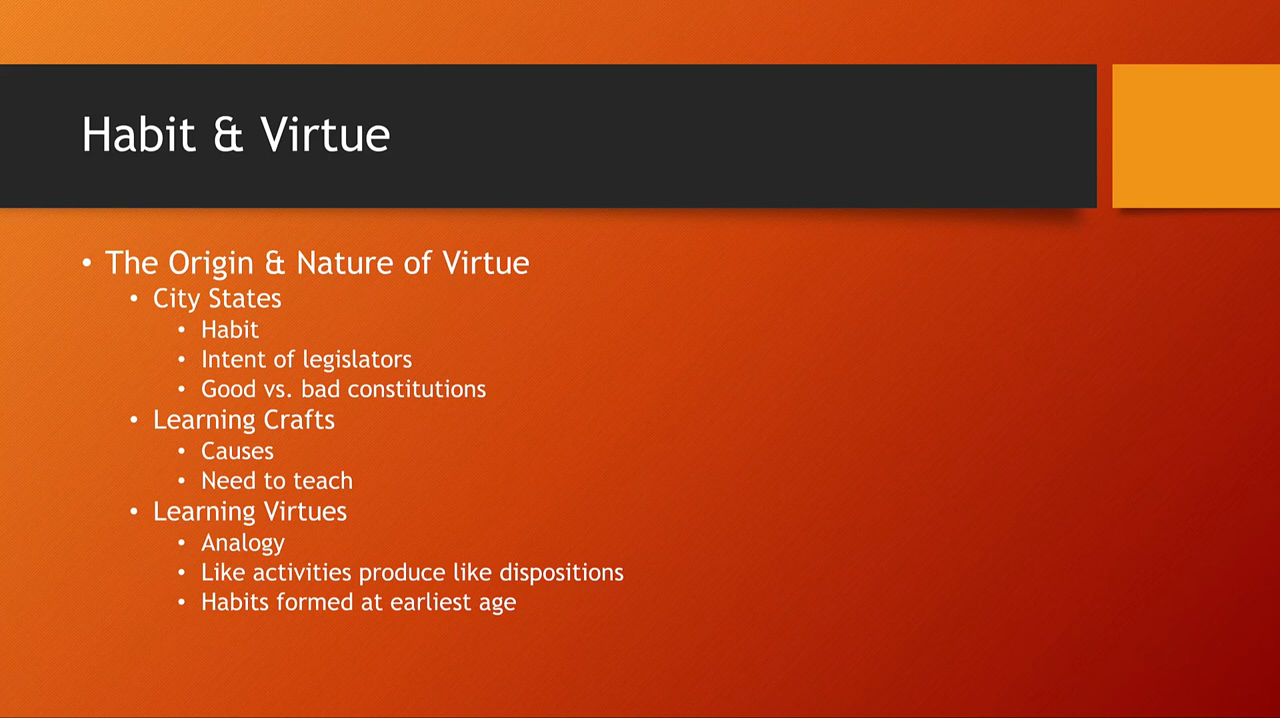 Habit & Virtue
• The Origin & Nature of Virtue
• City States
• Habit
• Intent of legislators
• Good vs. bad constitutions
• Learning Crafts
• Causes
• Need to teach
• Learning Virtues
• Analogy
• Like activities produce like dispositions
• Habits formed at earliest age